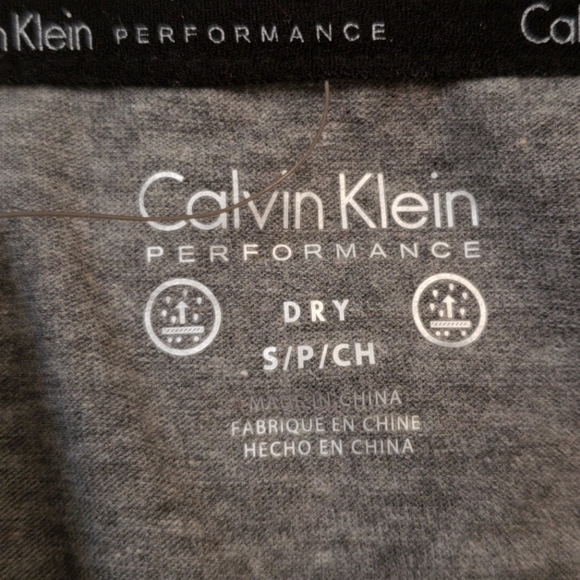 Klein PERFORMANCE
Calvin Klein
PERFORMANCE
DRY
S/P/CH
MADE IN CHINA
FABRIQUE EN CHINE
HECHO EN CHINA